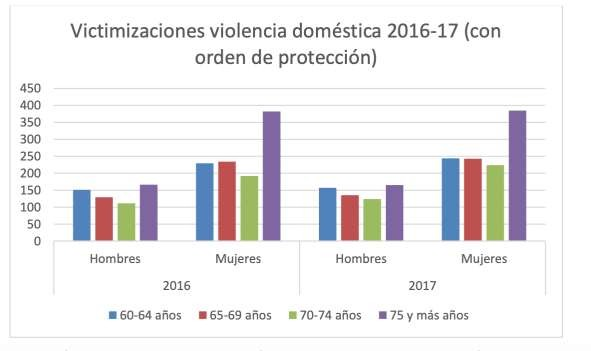 Victimizaciones violencia doméstica 2016-17 (con
orden de protección)
450
400
350
300
250
200
150
100
50
0
Hombres Mujeres Hombres Mujeres
2016 2017
60-64 años 65-69 años 70-74 años 75 y más años